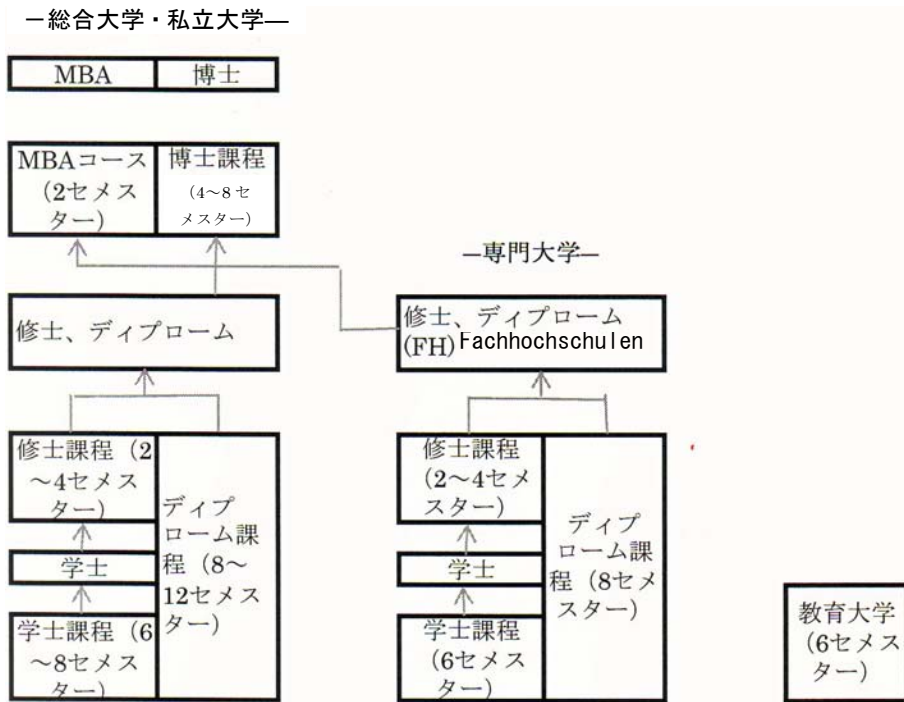 －総合大学・私立大学―
MBA
博士
MBAコース
（2セメス
ター）
博士課程
（4～8セ
メスター）
修士、ディプローム
修士課程（2
～4セメス
ター）
学士
学士課程（6
～8セメス
ター）
ディプ
ローム課
程（8～
12セメス
ター）
―専門大学―
修士、ディプローム
(FH) Fachhochschulen
修士課程
（2～4セメ
スター）
学士
学士課程
（6セメス
ター）
ディプ
ローム課
程（8セメ
スター）
教育大学
（6セメス
ター）